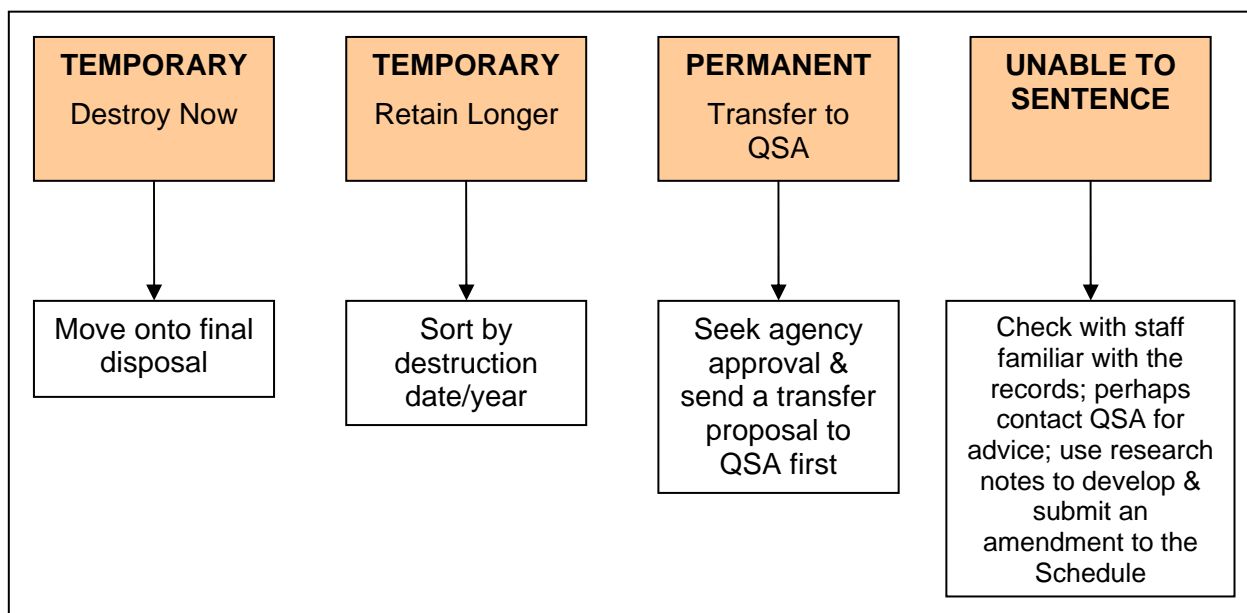 TEMPORARY
Destroy Now
TEMPORARY
Retain Longer
PERMANENT
Transfer to
QSA
UNABLE TO
SENTENCE
Move onto final
disposal
Sort by
destruction
date/year
Seek agency
approval &
send a transfer
proposal to
QSA first
Check with staff
familiar with the
records; perhaps
contact QSA for
advice; use research
notes to develop &
submit an
amendment to the
Schedule